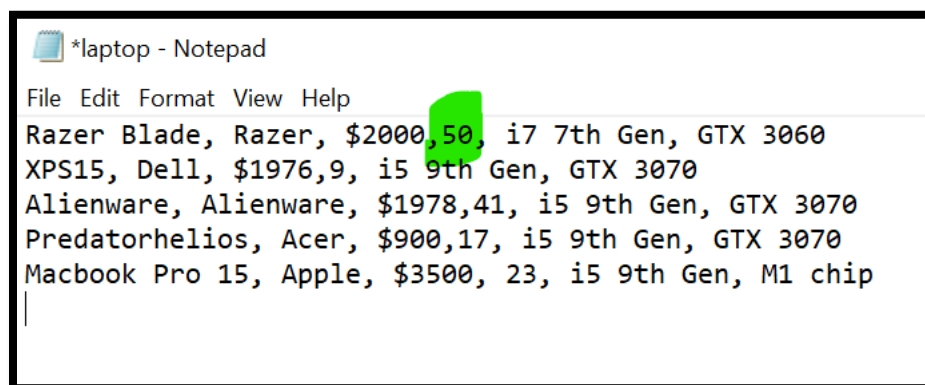 *laptop - Notepad
File Edit Format View Help
Razer Blade, Razer, $2000,50, i7 7th Gen, GTX 3060
XPS15, Dell, $1976,9, i5 9th Gen, GTX 3070
Alienware, Alienware, $1978,41, i5 9th Gen, GTX 3070
Predatorhelios, Acer, $900,17, i5 9th Gen, GTX 3070
Macbook Pro 15, Apple, $3500, 23, i5 9th Gen, M1 chip